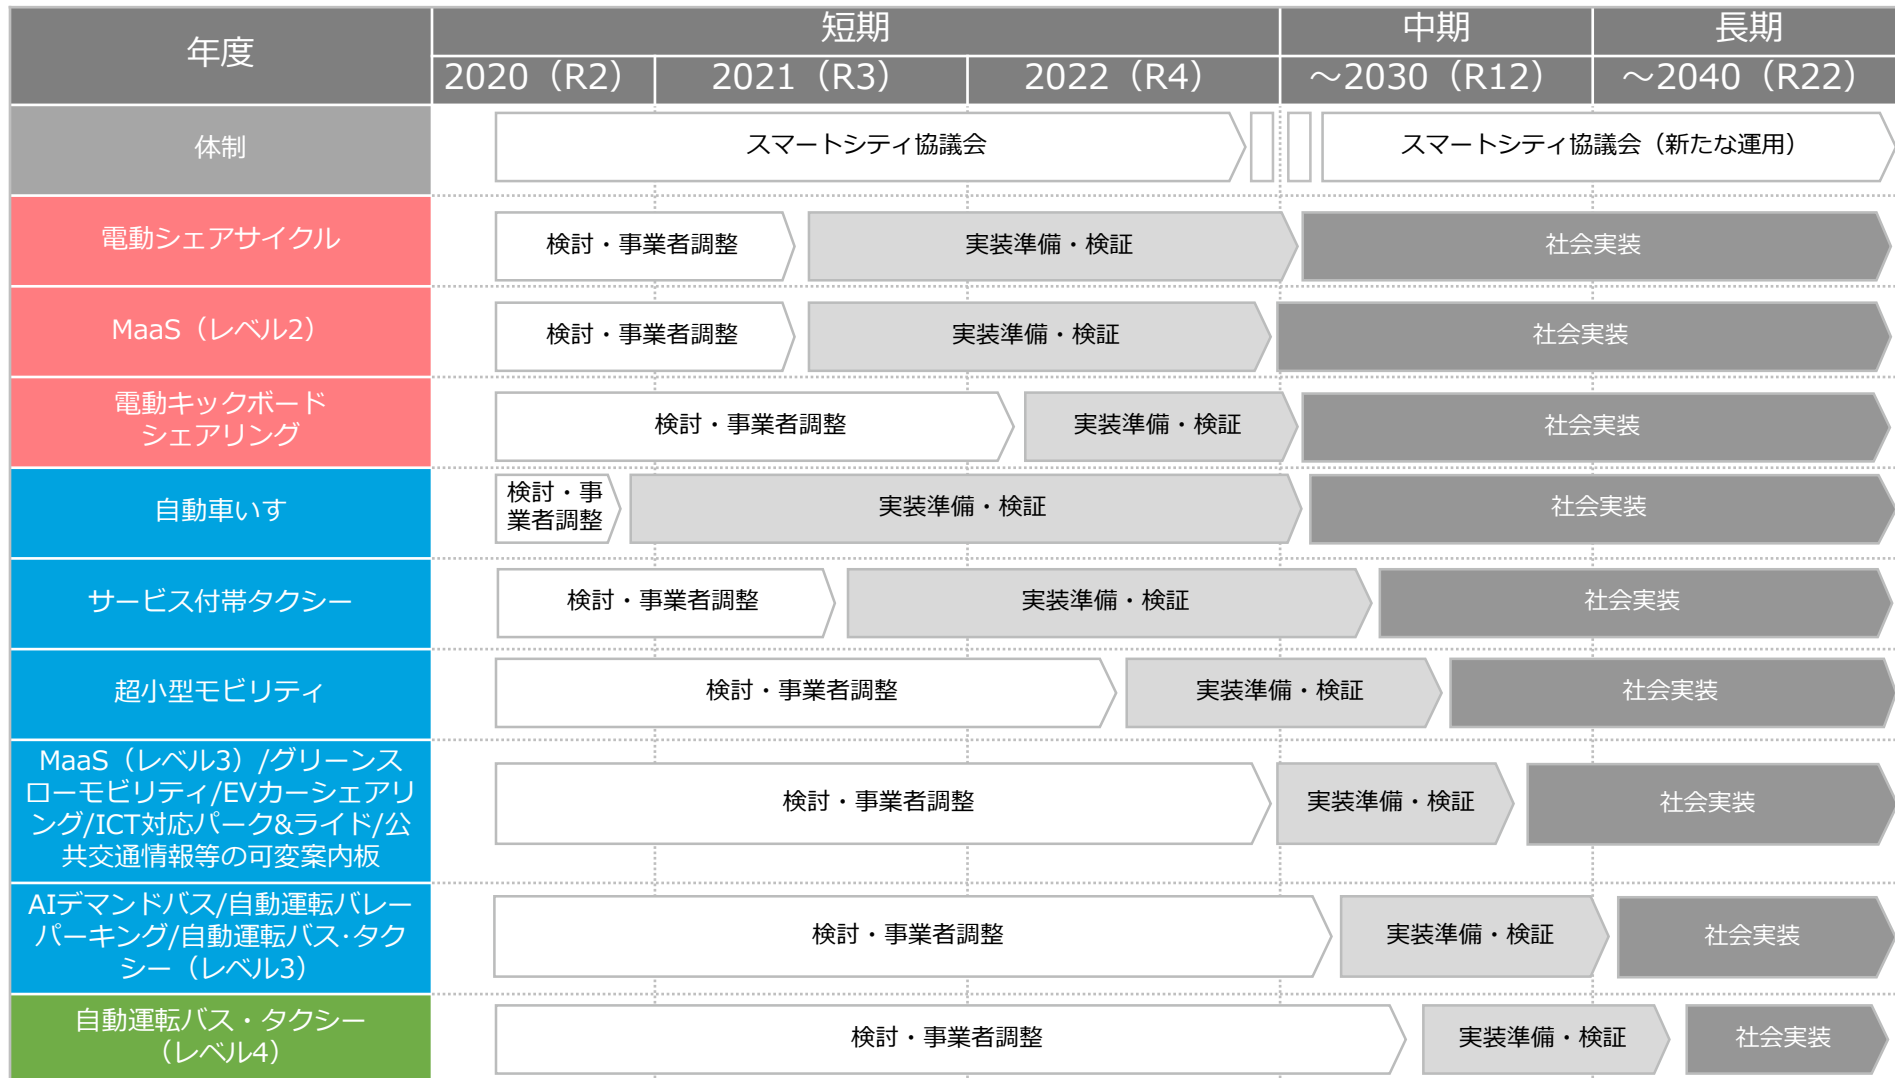 年度
短期
中期
長期
2020（R2）
2021（R3）
2022（R4）
～2030（R12）
～2040（R22）
体制
スマートシティ協議会
スマートシティ協議会（新たな運用）
電動シェアサイクル
検討・事業者調整
実装準備・検証
社会実装
MaaS（レベル2）
検討・事業者調整
実装準備・検証
社会実装
電動キックボード
シェアリング
検討・事業者調整
実装準備・検証
社会実装
自動車いす
検討・事
業者調整
実装準備・検証
社会実装
サービス付帯タクシー
検討・事業者調整
実装準備・検証
社会実装
超小型モビリティ
検討・事業者調整
実装準備・検証
社会実装
MaaS（レベル3）/グリーンス
ローモビリティ/EVカーシェアリ
ング/ICT対応パーク&ライド/公
共交通情報等の可変案内板
検討・事業者調整
実装準備・検証
社会実装
AIデマンドバス/自動運転バレー
パーキング/自動運転バス･タク
シー（レベル3）
検討・事業者調整
実装準備・検証
社会実装
自動運転バス・タクシー
（レベル4）
検討・事業者調整
実装準備・検証
社会実装